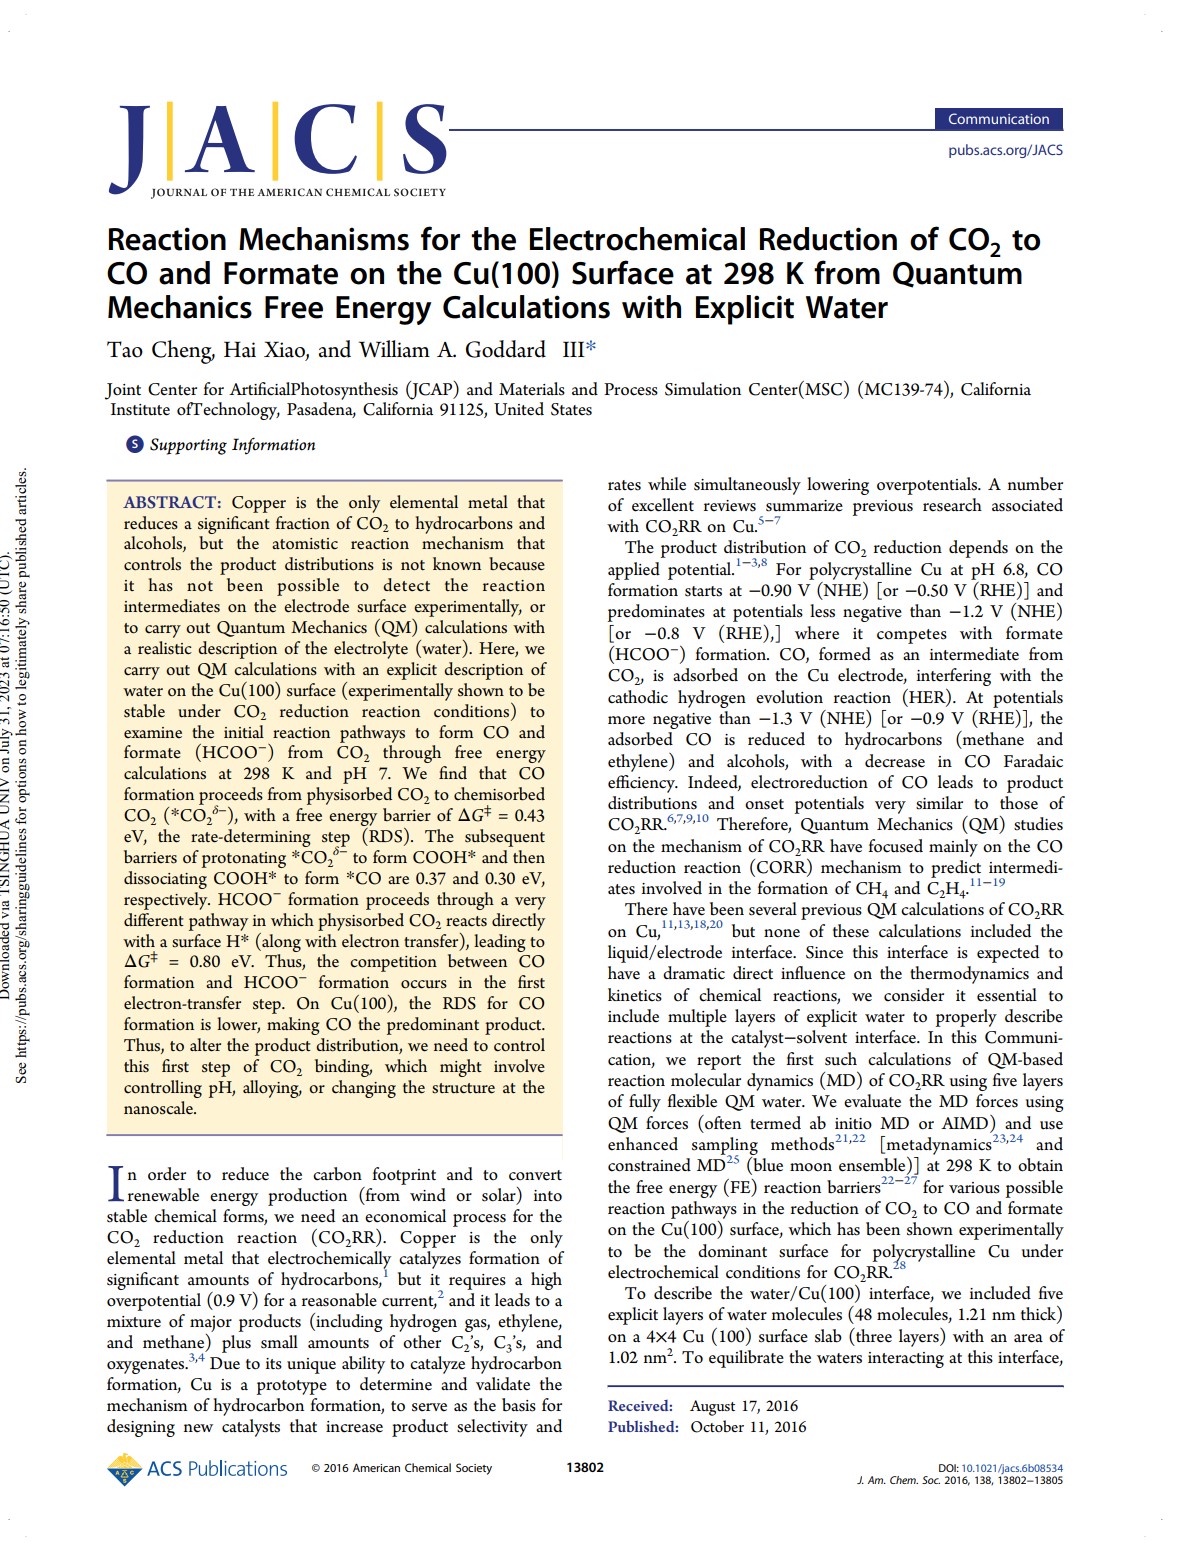 J|A|C|S
JOURNAL OF THE AMERICAN CHEMICAL SOCIETY
Communication
pubs.acs.org/JACS
Reaction Mechanisms for the Electrochemical Reduction of CO2 to
CO and Formate on the Cu(100) Surface at 298 K from Quantum
Mechanics Free Energy Calculations with Explicit Water
Tao Cheng, Hai Xiao, and William A. Goddard III*
Joint Center for ArtificialPhotosynthesis (JCAP) and Materials and Process Simulation Center(MSC) (MC139-74), California
Institute ofTechnology, Pasadena, California 91125, United States
S Supporting Information
ABSTRACT: Copper is the only elemental metal that
reduces a significant fraction of CO2 to hydrocarbons and
alcohols, but the atomistic reaction mechanism that
controls the product distributions is not known because
it has not been possible to detect the reaction
intermediates on the electrode surface experimentally, or
to carry out Quantum Mechanics (QM) calculations with
a realistic description of the electrolyte (water). Here, we
carry out QM calculations with an explicit description of
water on the Cu(100) surface (experimentally shown to be
stable under CO2 reduction reaction conditions) to
examine the initial reaction pathways to form CO and
formate (HCOO−) from CO2 through free energy
calculations at 298 K and pH 7. We find that CO
formation proceeds from physisorbed CO2 to chemisorbed
CO2 (*CO2δ−), with a free energy barrier of ΔG‡ = 0.43
eV, the rate-determining step (RDS). The subsequent
barriers of protonating *CO2δ− to form COOH* and then
dissociating COOH* to form *CO are 0.37 and 0.30 eV,
respectively. HCOO− formation proceeds through a very
different pathway in which physisorbed CO2 reacts directly
with a surface H* (along with electron transfer), leading to
ΔG‡ = 0.80 eV. Thus, the competition between CO
formation and HCOO− formation occurs in the first
electron-transfer step. On Cu(100), the RDS for CO
formation is lower, making CO the predominant product.
Thus, to alter the product distribution, we need to control
this first step of CO2 binding, which might involve
controlling pH, alloying, or changing the structure at the
nanoscale.
In order to reduce the carbon footprint and to convert
renewable energy production (from wind or solar) into
stable chemical forms, we need an economical process for the
CO2 reduction reaction (CO2RR). Copper is the only
elemental metal that electrochemically catalyzes formation of
significant amounts of hydrocarbons,1 but it requires a high
overpotential (0.9 V) for a reasonable current,2 and it leads to a
mixture of major products (including hydrogen gas, ethylene,
and methane) plus small amounts of other C2's, C3's, and
oxygenates.3,4 Due to its unique ability to catalyze hydrocarbon
formation, Cu is a prototype to determine and validate the
mechanism of hydrocarbon formation, to serve as the basis for
designing new catalysts that increase product selectivity and
rates while simultaneously lowering overpotentials. A number
of excellent reviews summarize previous research associated
with CO2RR on Cu.5−7
The product distribution of CO2 reduction depends on the
applied potential.1−3,8 For polycrystalline Cu at pH 6.8, CO
formation starts at −0.90 V (NHE) [or −0.50 V (RHE)] and
predominates at potentials less negative than −1.2 V (NHE)
[or −0.8 V (RHE),] where it competes with formate
(HCOO−) formation. CO, formed as an intermediate from
CO2, is adsorbed on the Cu electrode, interfering with the
cathodic hydrogen evolution reaction (HER). At potentials
more negative than −1.3 V (NHE) [or −0.9 V (RHE)], the
adsorbed CO is reduced to hydrocarbons (methane and
ethylene) and alcohols, with a decrease in CO Faradaic
efficiency. Indeed, electroreduction of CO leads to product
distributions and onset potentials very similar to those of
CO2RR.6,7,9,10 Therefore, Quantum Mechanics (QM) studies
on the mechanism of CO2RR have focused mainly on the CO
reduction reaction (CORR) mechanism to predict intermedi-
ates involved in the formation of CH4 and C2H4.11−19
There have been several previous QM calculations of CO2RR
on Cu,11,13,18,20 but none of these calculations included the
liquid/electrode interface. Since this interface is expected to
have a dramatic direct influence on the thermodynamics and
kinetics of chemical reactions, we consider it essential to
include multiple layers of explicit water to properly describe
reactions at the catalyst−solvent interface. In this Communi-
cation, we report the first such calculations of QM-based
reaction molecular dynamics (MD) of CO2RR using five layers
of fully flexible QM water. We evaluate the MD forces using
QM forces (often termed ab initio MD or AIMD) and use
enhanced sampling methods21,22 [metadynamics23,24 and
constrained MD25 (blue moon ensemble)] at 298 K to obtain
the free energy (FE) reaction barriers22−27 for various possible
reaction pathways in the reduction of CO2 to CO and formate
on the Cu(100) surface, which has been shown experimentally
to be the dominant surface for polycrystalline Cu under
electrochemical conditions for CO2RR.28
To describe the water/Cu(100) interface, we included five
explicit layers of water molecules (48 molecules, 1.21 nm thick)
on a 4×4 Cu (100) surface slab (three layers) with an area of
1.02 nm2. To equilibrate the waters interacting at this interface,
Received: August 17, 2016
Published: October 11, 2016
ACS Publications
© 2016 American Chemical Society
13802
DOI: 10.1021/jacs.6b08534
J. Am. Chem. Soc. 2016, 138, 13802−13805
Downloaded via TSINGHUA UNIV on July 31, 2023 at 07:16:50 (UTC).
See https://pubs.acs.org/sharingguidelines for options on how to legitimately share published articles.